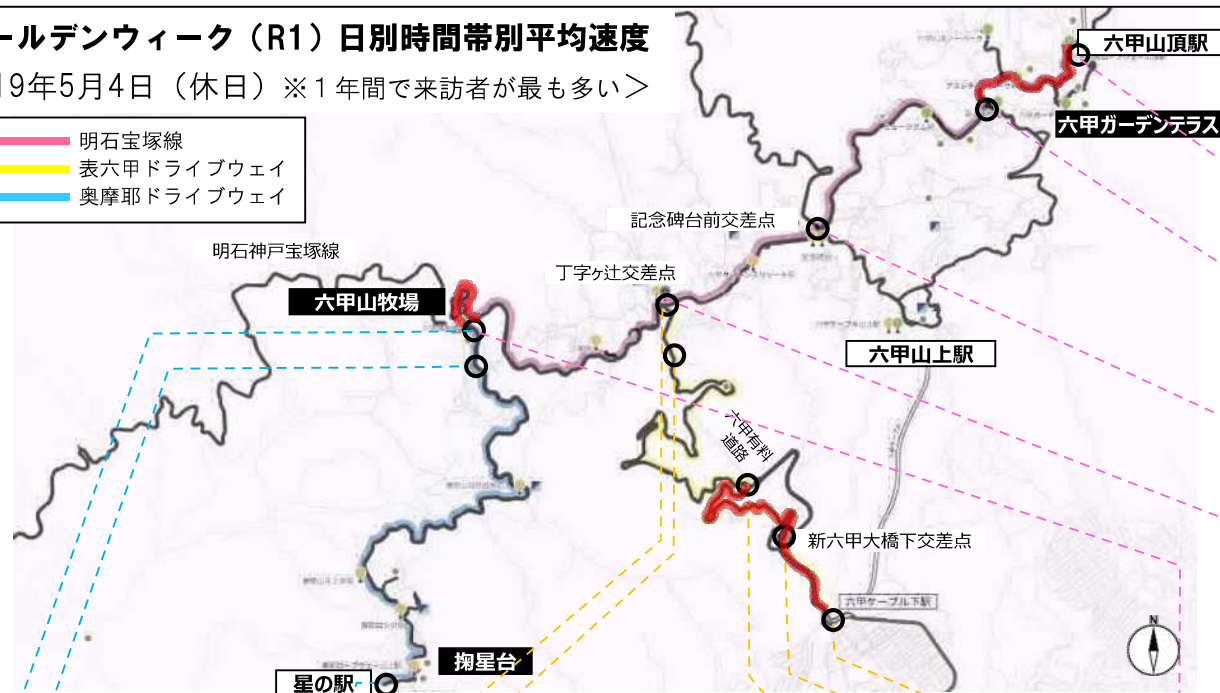 ールデンウィーク（R1）日別時間帯別平均速度
19年5月4日（休日）※１年間で来訪者が最も多い＞
明石宝塚線
表六甲ドライブウェイ
奥摩耶ドライブウェイ
六甲山頂駅
六甲ガーデンテラス
記念碑台前交差点
明石神戸宝塚線
丁字ヶ辻交差点
六甲山牧場
六甲山上駅
六甲有料
道路
新六甲大橋下交差点
六甲ケーブル下駅
N
掬星台
星の駅